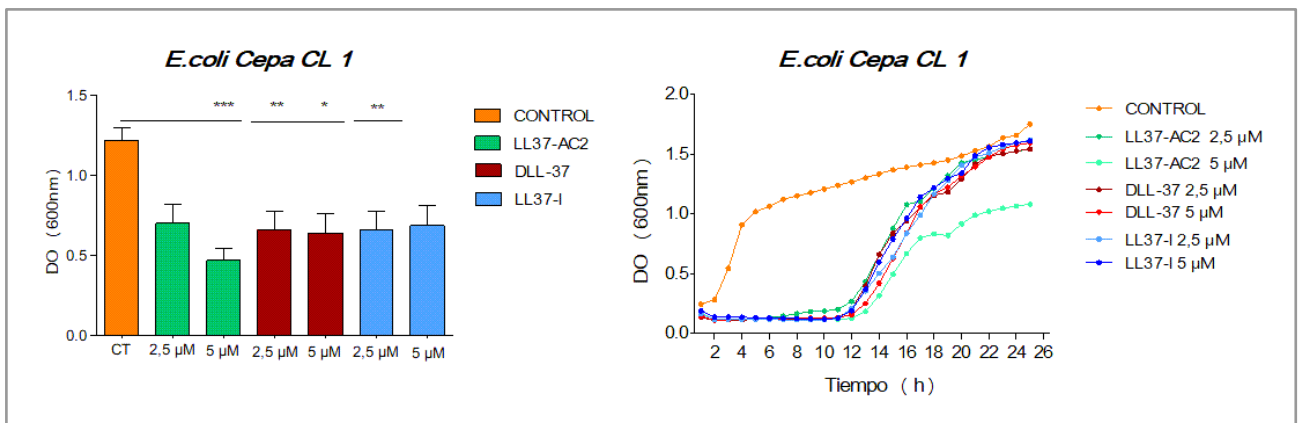 E.coli Cepa CL 1
1.5
1.0
0.5
0.0
DO (600nm)
*** ** * **
CT 2,5 µM 5 µM 2,5 µM 5 µM 2,5 µM 5 µM
CONTROL
LL37-AC2
DLL-37
LL37-I
E.coli Cepa CL 1
2.0
1.5
1.0
0.5
0.0
DO (600nm)
2 4 6 8 10 12 14 16 18 20 22 24 26
Tiempo (h)
CONTROL
LL37-AC2 2,5 µM
LL37-AC2 5 µM
DLL-37 2,5 µM
DLL-37 5 µM
LL37-I 2,5 µM
LL37-I 5 µM